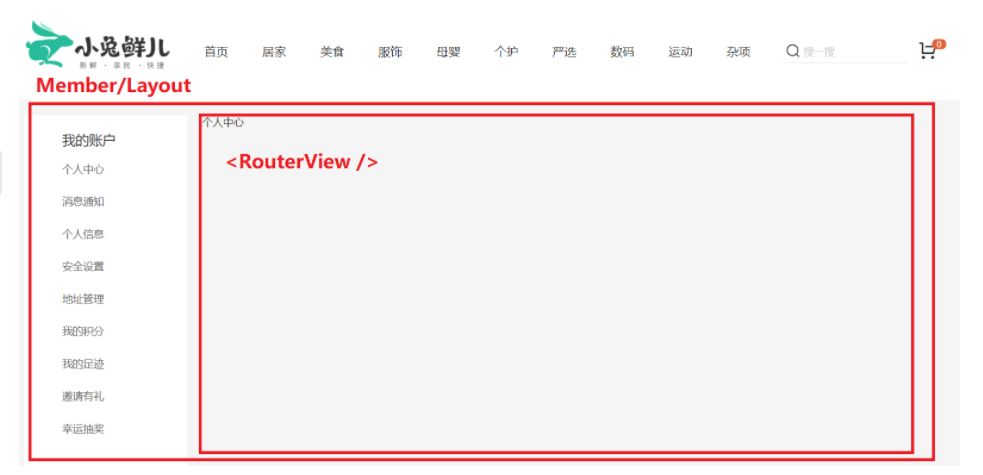 小兔鲜儿
新鲜 · 亲民 · 快捷
首页 居家 美食 服饰 母婴 个护 严选 数码 运动 杂项 搜一搜 0
Member/Layout
我的账户
个人中心
消息通知
个人信息
安全设置
地址管理
我的积分
我的足迹
邀请有礼
幸运抽奖
个人中心
<RouterView />